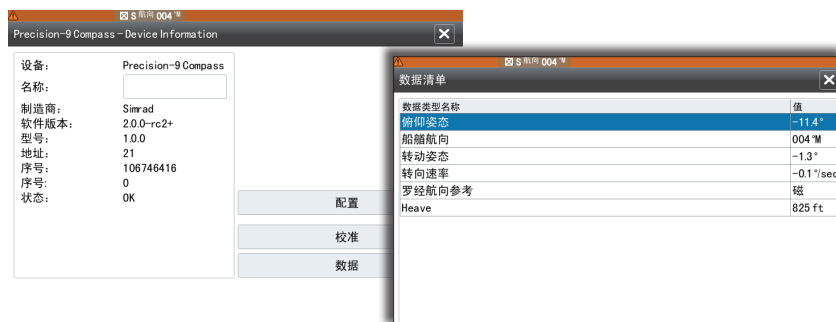 S 航向 004 °M
Precision-9 Compass – Device Information
设备： Precision-9 Compass
名称：
制造商： Simrad
软件版本： 2.0.0-rc2+
型号： 1.0.0
地址： 21
序号： 106746416
序号: 0
状态： OK
配置
校准
数据
S 航向 004 °M
数据清单
数据类型名称 值
俯仰姿态 -11.4 °
船艏航向 004 °M
转动姿态 -1.3 °
转向速率 -0.1 °/sec
罗经航向参考 磁
Heave 825 ft